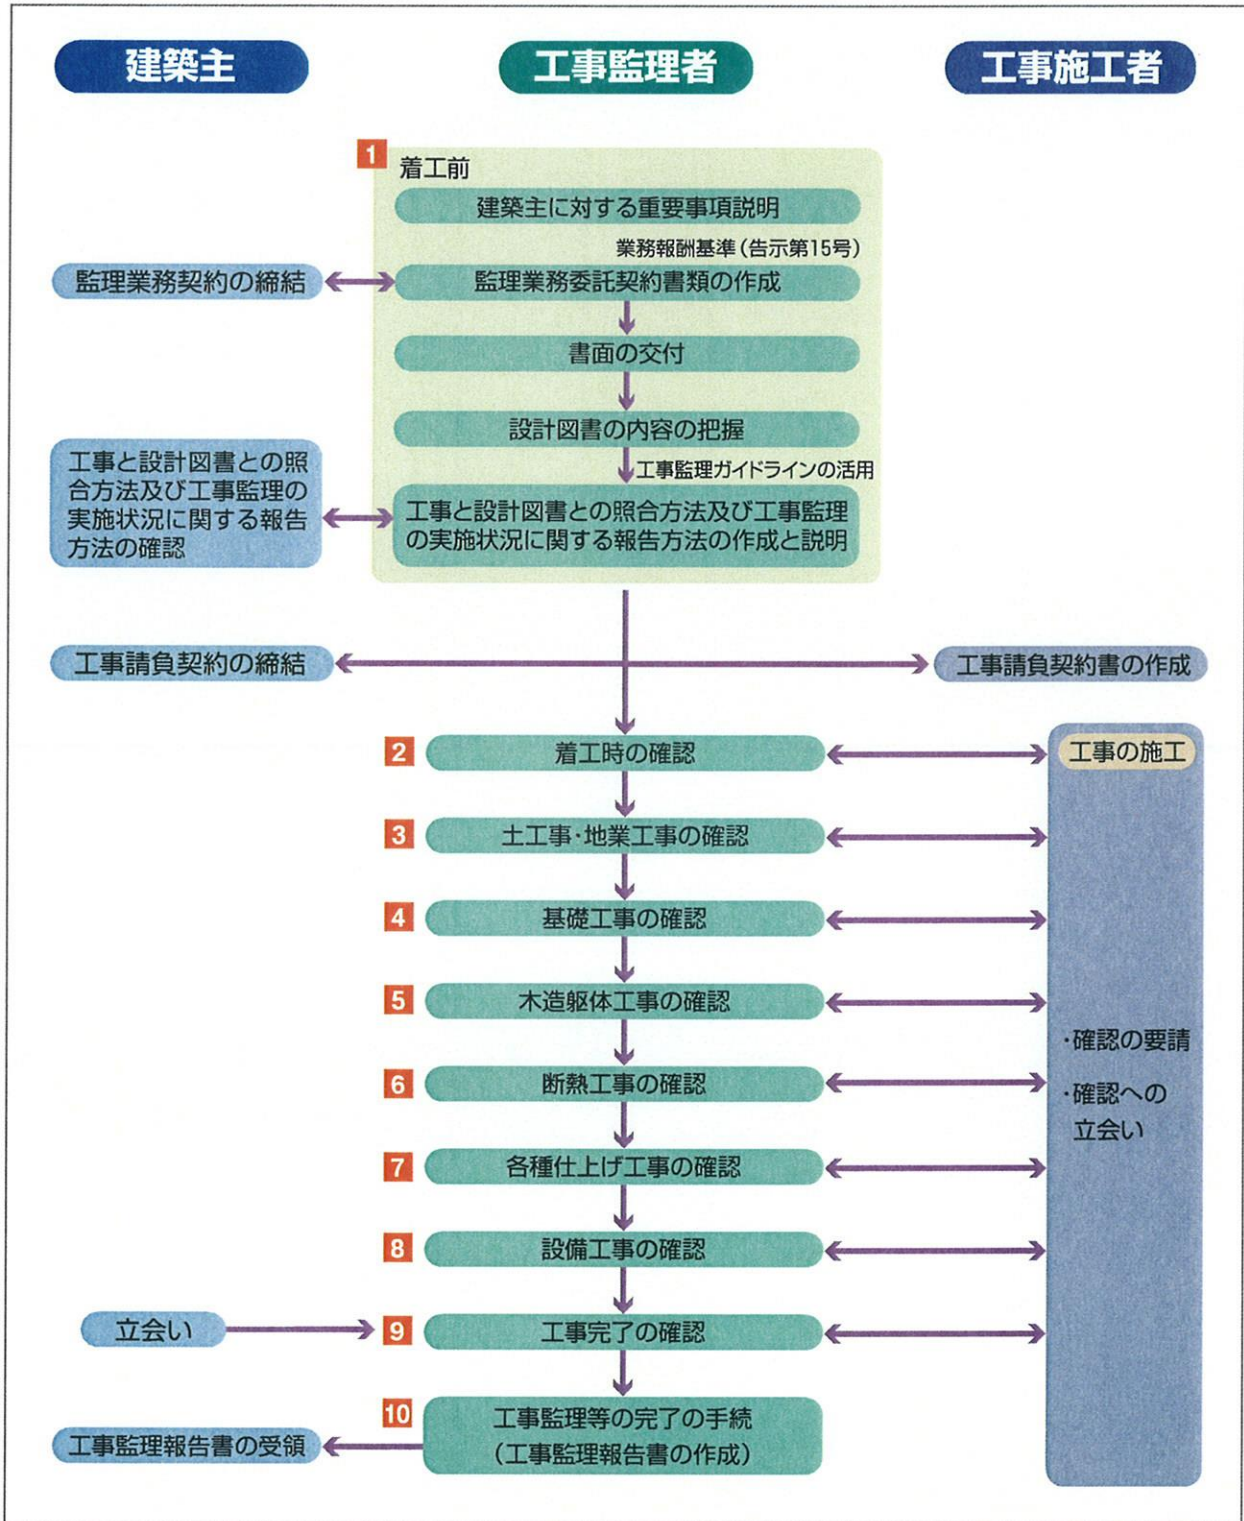 建築主
工事監理者
工事施工者
1
着工前
建築主に対する重要事項説明
業務報酬基準（告示第15号）
監理業務契約の締結
監理業務委託契約書類の作成
書面の交付
設計図書の内容の把握
工事監理ガイドラインの活用
工事と設計図書との照
合方法及び工事監理の
実施状況に関する報告
方法の確認
工事と設計図書との照合方法及び工事監理
の実施状況に関する報告方法の作成と説明
工事請負契約の締結
工事請負契約書の作成
2
着工時の確認
工事の施工
3
土工事･地業工事の確認
4
基礎工事の確認
5
木造躯体工事の確認
・確認の要請
・確認への
立会い
6
断熱工事の確認
7
各種仕上げ工事の確認
8
設備工事の確認
立会い
9
工事完了の確認
10
工事監理等の完了の手続
（工事監理報告書の作成）
工事監理報告書の受領